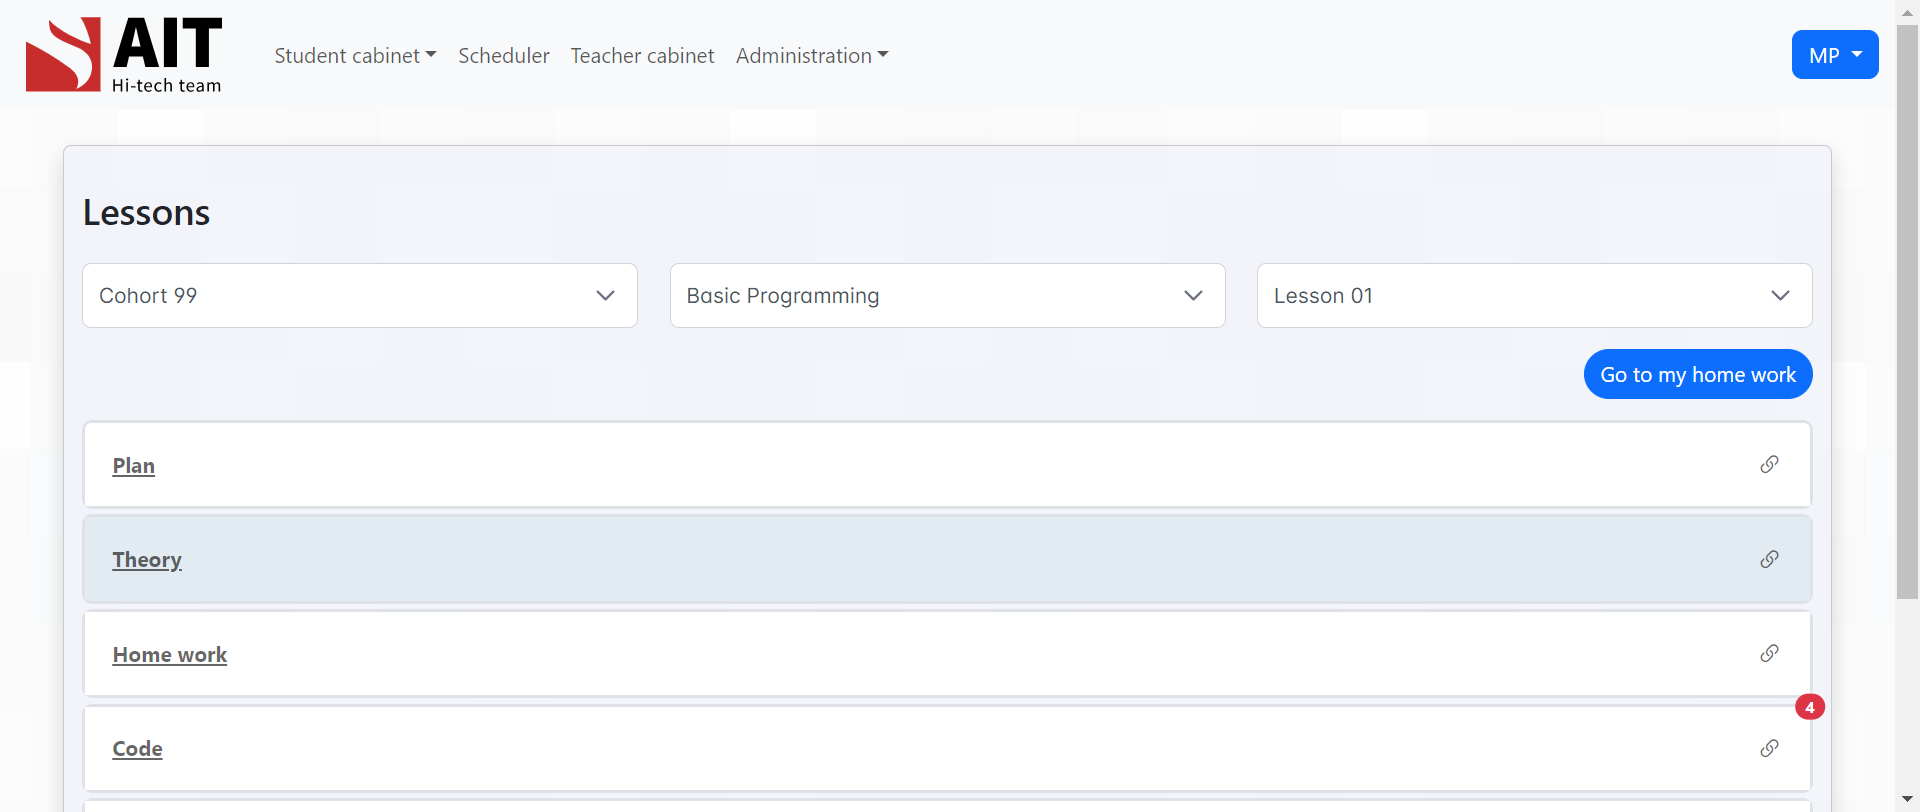 AIT
Hi-tech team
Student cabinet
Scheduler
Teacher cabinet
Administration
MP
Lessons
Cohort 99
Basic Programming
Lesson 01
Go to my home work
Plan
Theory
Home work
4
Code